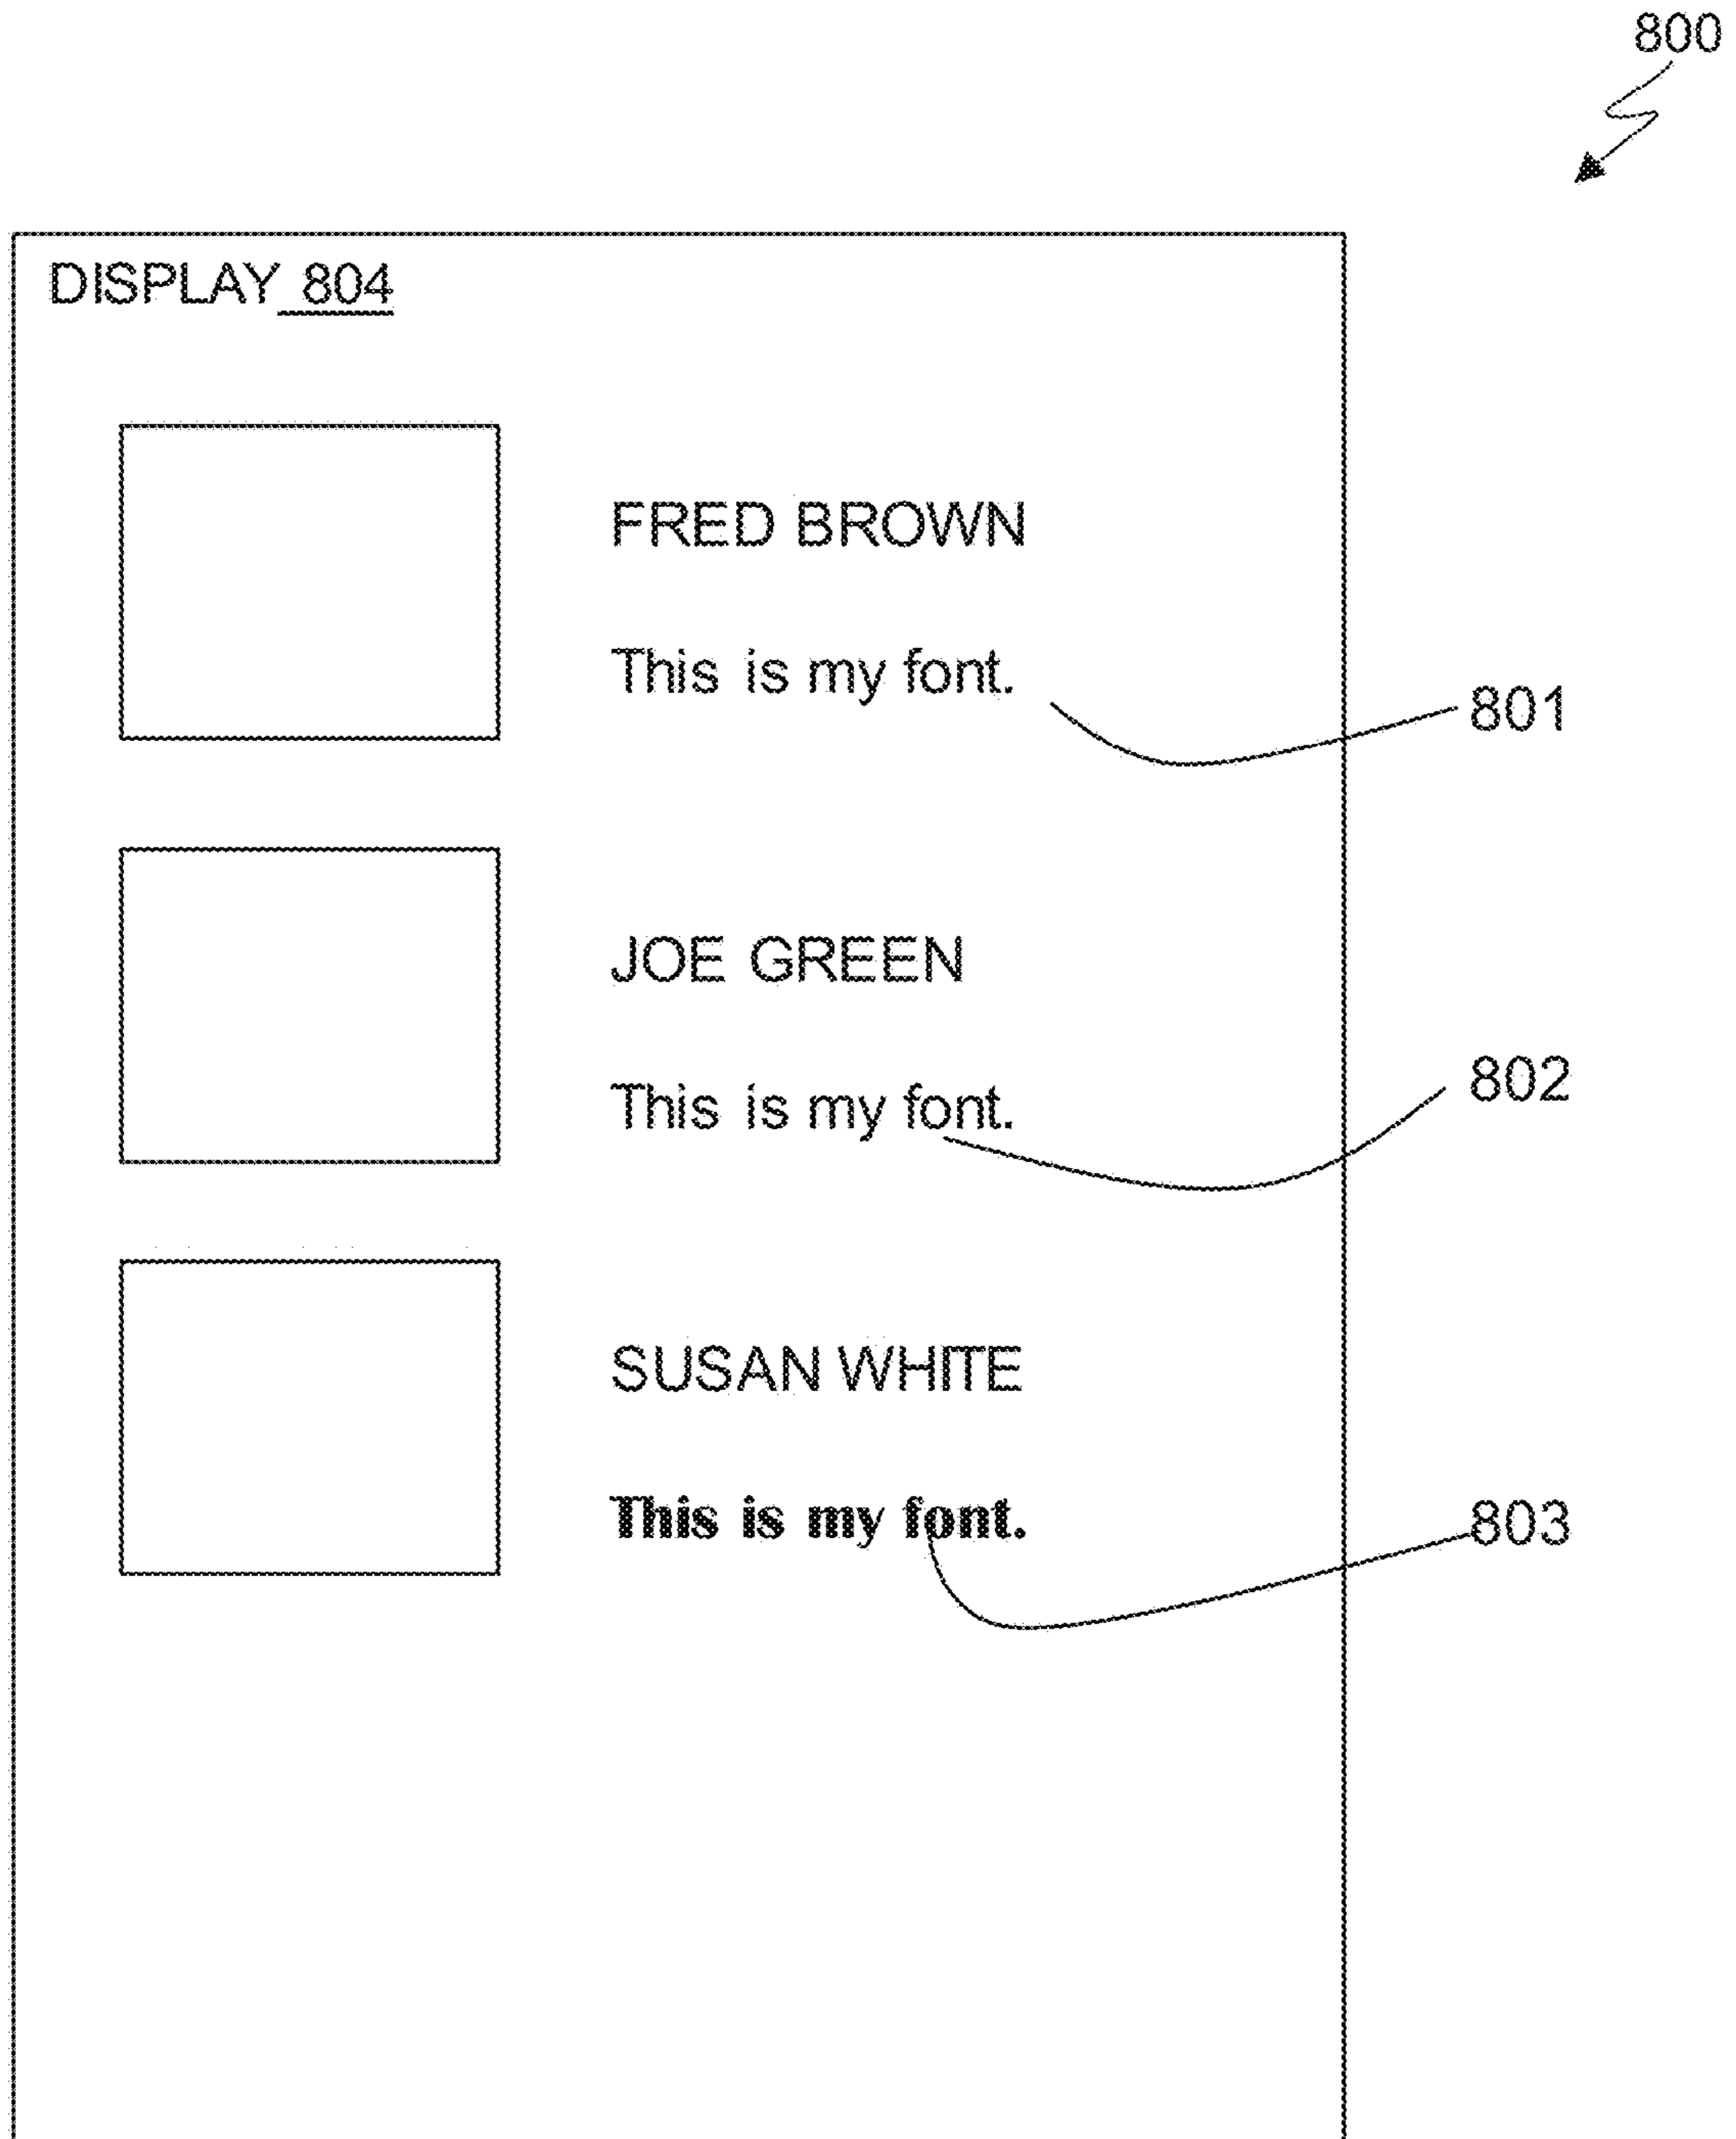 800
DISPLAY 804
FRED BROWN
This is my font.
801
JOE GREEN
This is my font.
802
SUSAN WHITE
This is my font.
803